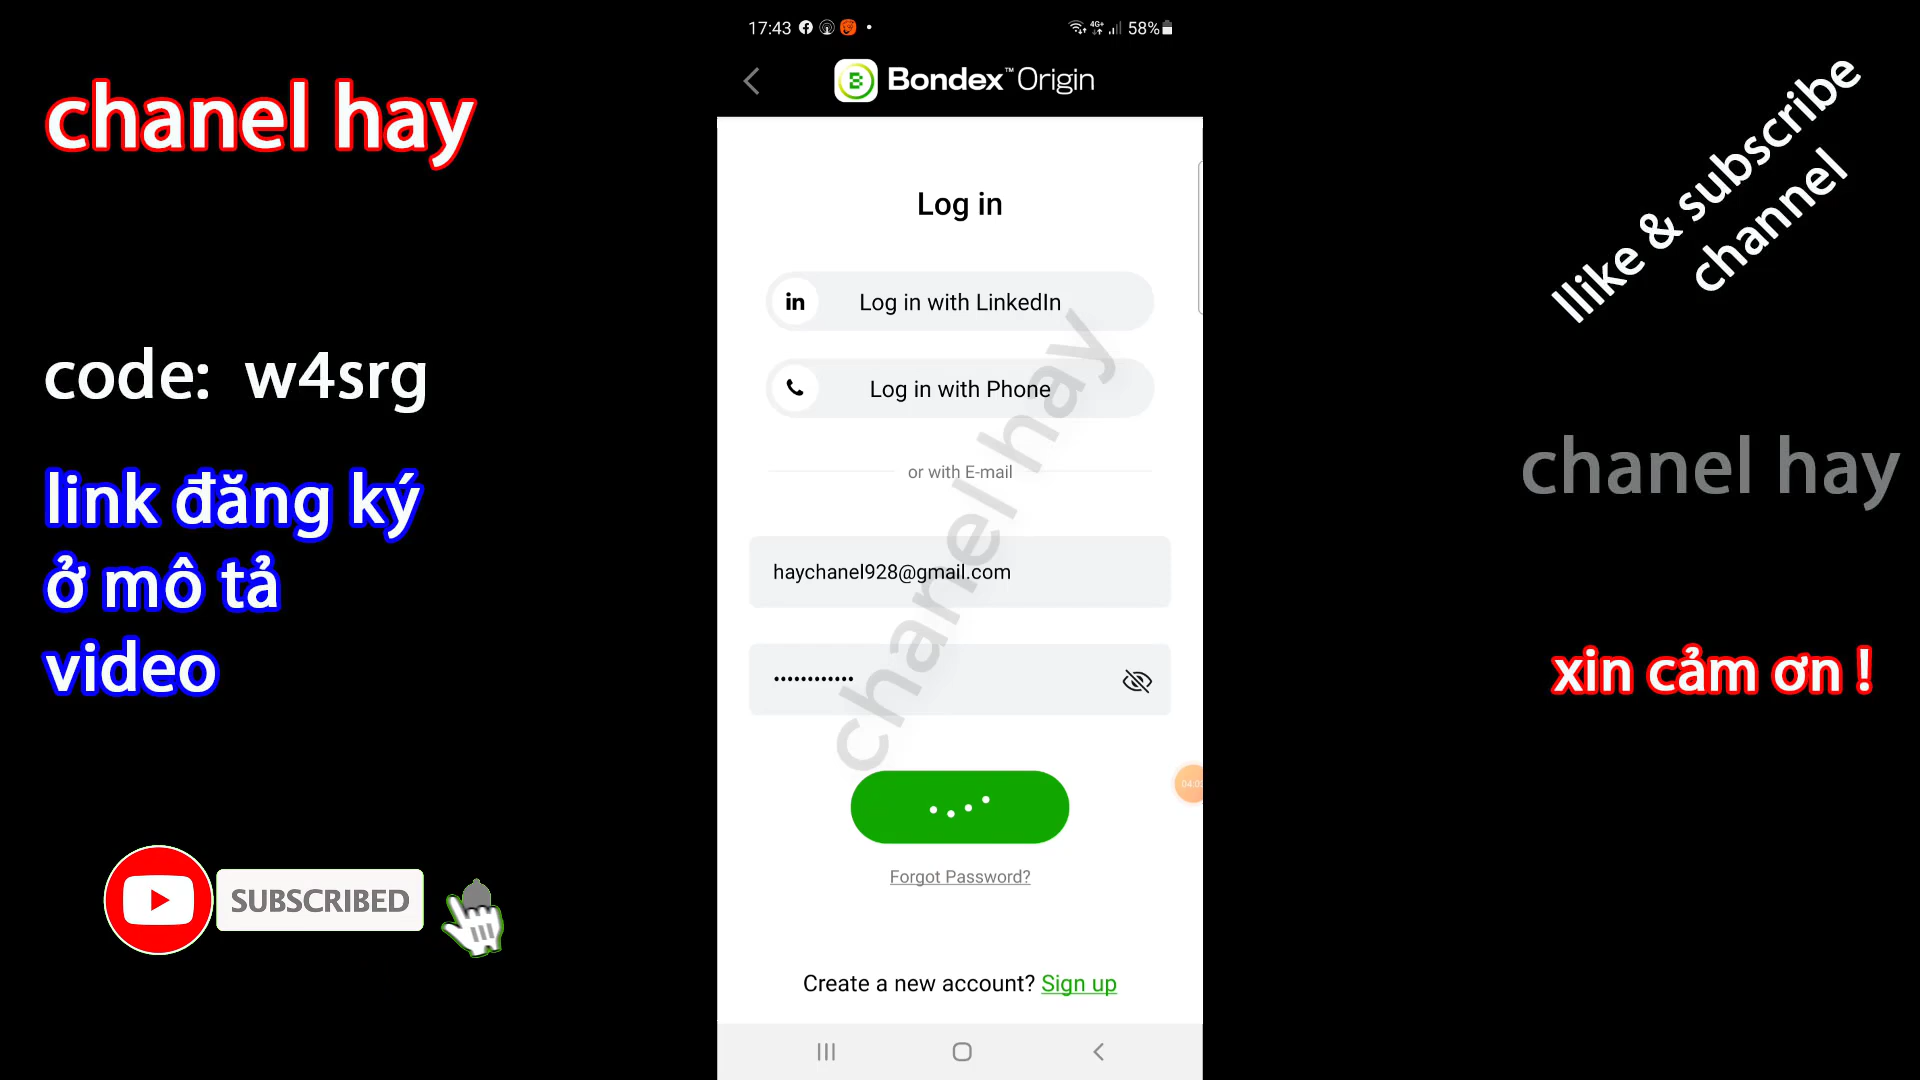 chanel hay
code: w4srg
link đăng ký
ở mô tả
video
SUBSCRIBED
17:43
4G+
58%
Bondex™ Origin
Log in
in
Log in with LinkedIn
Log in with Phone
or with E-mail
haychanel928@gmail.com
••••••••••••
Forgot Password?
Create a new account? Sign up
chanel hay
llike & subscribe
channel
chanel hay
xin cảm ơn !